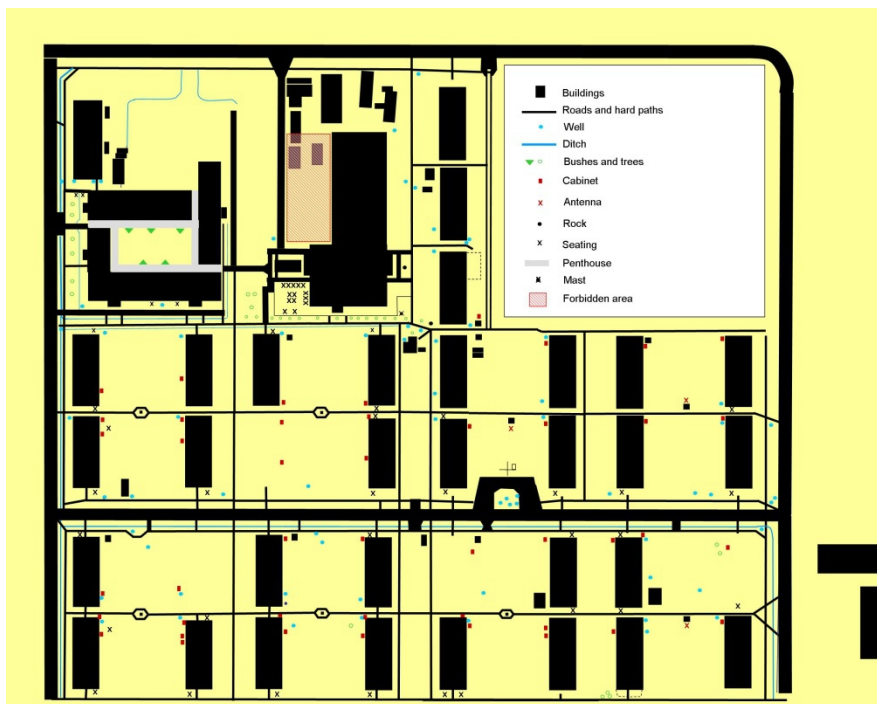 Buildings
Roads and hard paths
Well
Ditch
Bushes and trees
Cabinet
Antenna
Rock
Seating
Penthouse
Mast
Forbidden area